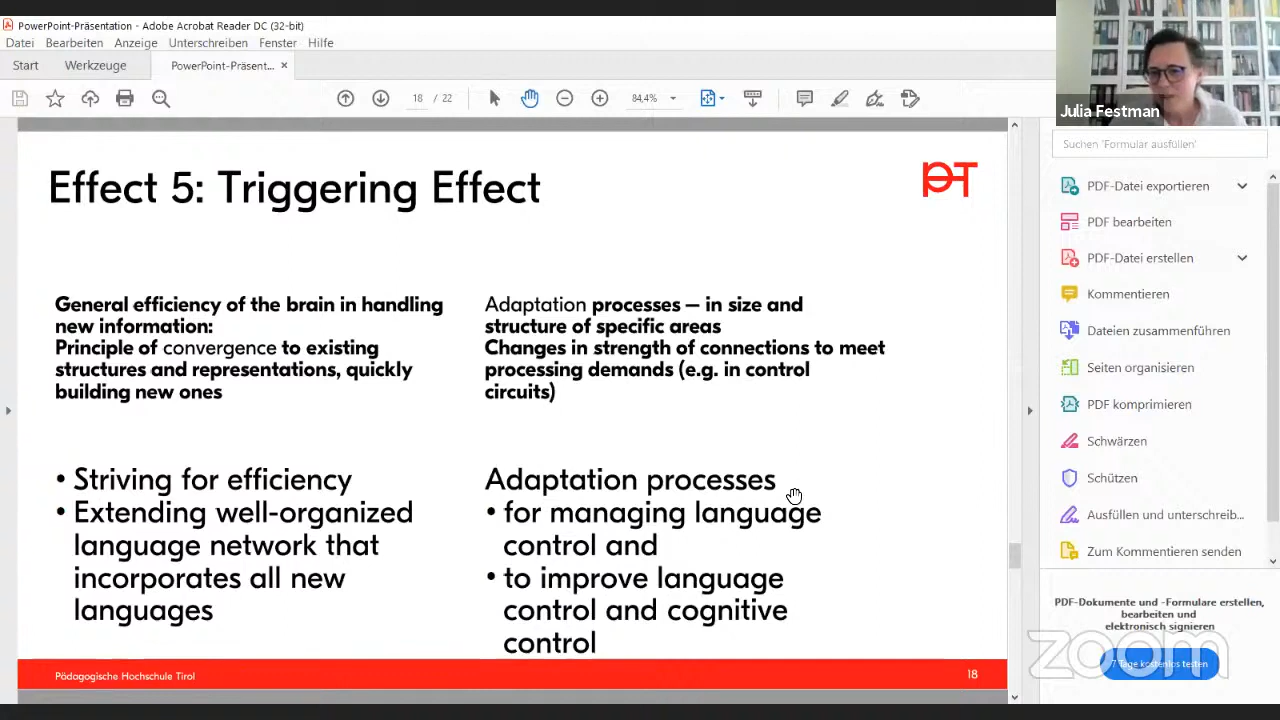 PowerPoint-Präsentation - Adobe Acrobat Reader DC (32-bit)
Datei Bearbeiten Anzeige Unterschreiben Fenster Hilfe
Start Werkzeuge PowerPoint-Präsent... ×
18 / 22 84,4%
Julia Festman
Suchen 'Formular ausfüllen'
Effect 5: Triggering Effect
General efficiency of the brain in handling
new information:
Principle of convergence to existing
structures and representations, quickly
building new ones
Adaptation processes – in size and
structure of specific areas
Changes in strength of connections to meet
processing demands (e.g. in control
circuits)
• Striving for efficiency
• Extending well-organized
language network that
incorporates all new
languages
Adaptation processes
• for managing language
control and
• to improve language
control and cognitive
control
Pädagogische Hochschule Tirol
18
PDF-Datei exportieren
PDF bearbeiten
PDF-Datei erstellen
Kommentieren
Dateien zusammenführen
Seiten organisieren
PDF komprimieren
Schwärzen
Schützen
Ausfüllen und unterschreib...
Zum Kommentieren senden
PDF-Dokumente und -Formulare erstellen,
bearbeiten und
elektronisch signieren
7 Tage kostenlos testen
zoom